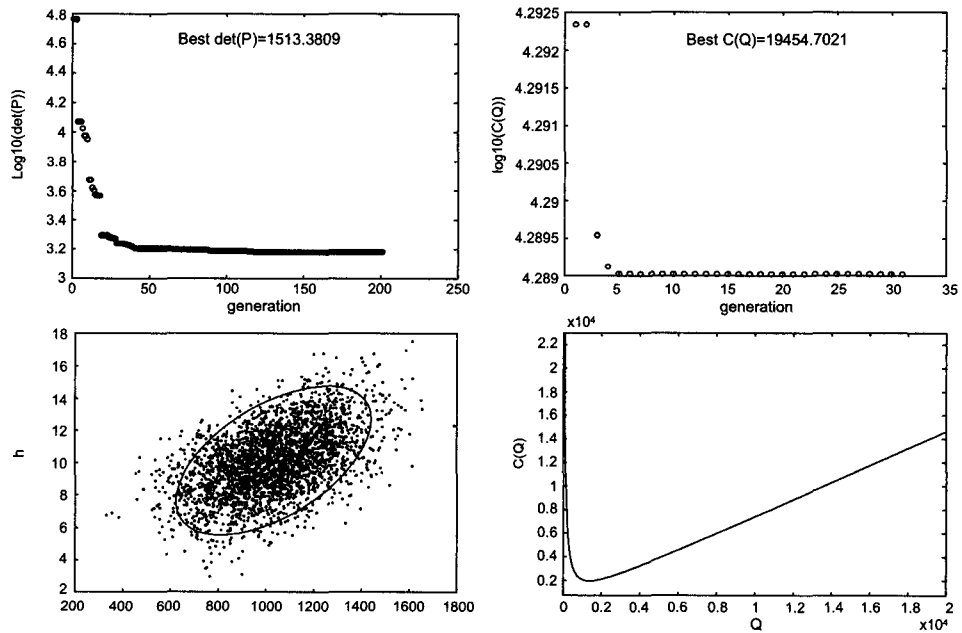 4.8
4.6
4.4
4.2
4
3.8
3.6
3.4
3.2
3
Log10(det(P))
Best det(P)=1513.3809
0 50 100 150 200 250
generation
4.2925
4.292
4.2915
4.291
4.2905
4.29
4.2895
4.289
log10(C(Q))
Best C(Q)=19454.7021
0 5 10 15 20 25 30 35
generation
18
16
14
12
10
8
6
4
2
h
200 400 600 800 1000 1200 1400 1600 1800
x10⁴
2.2
2
1.8
1.6
1.4
1.2
1
0.8
0.6
0.4
0.2
C(Q)
0 0.2 0.4 0.6 0.8 1 1.2 1.4 1.6 1.8 2
Q
x10⁴